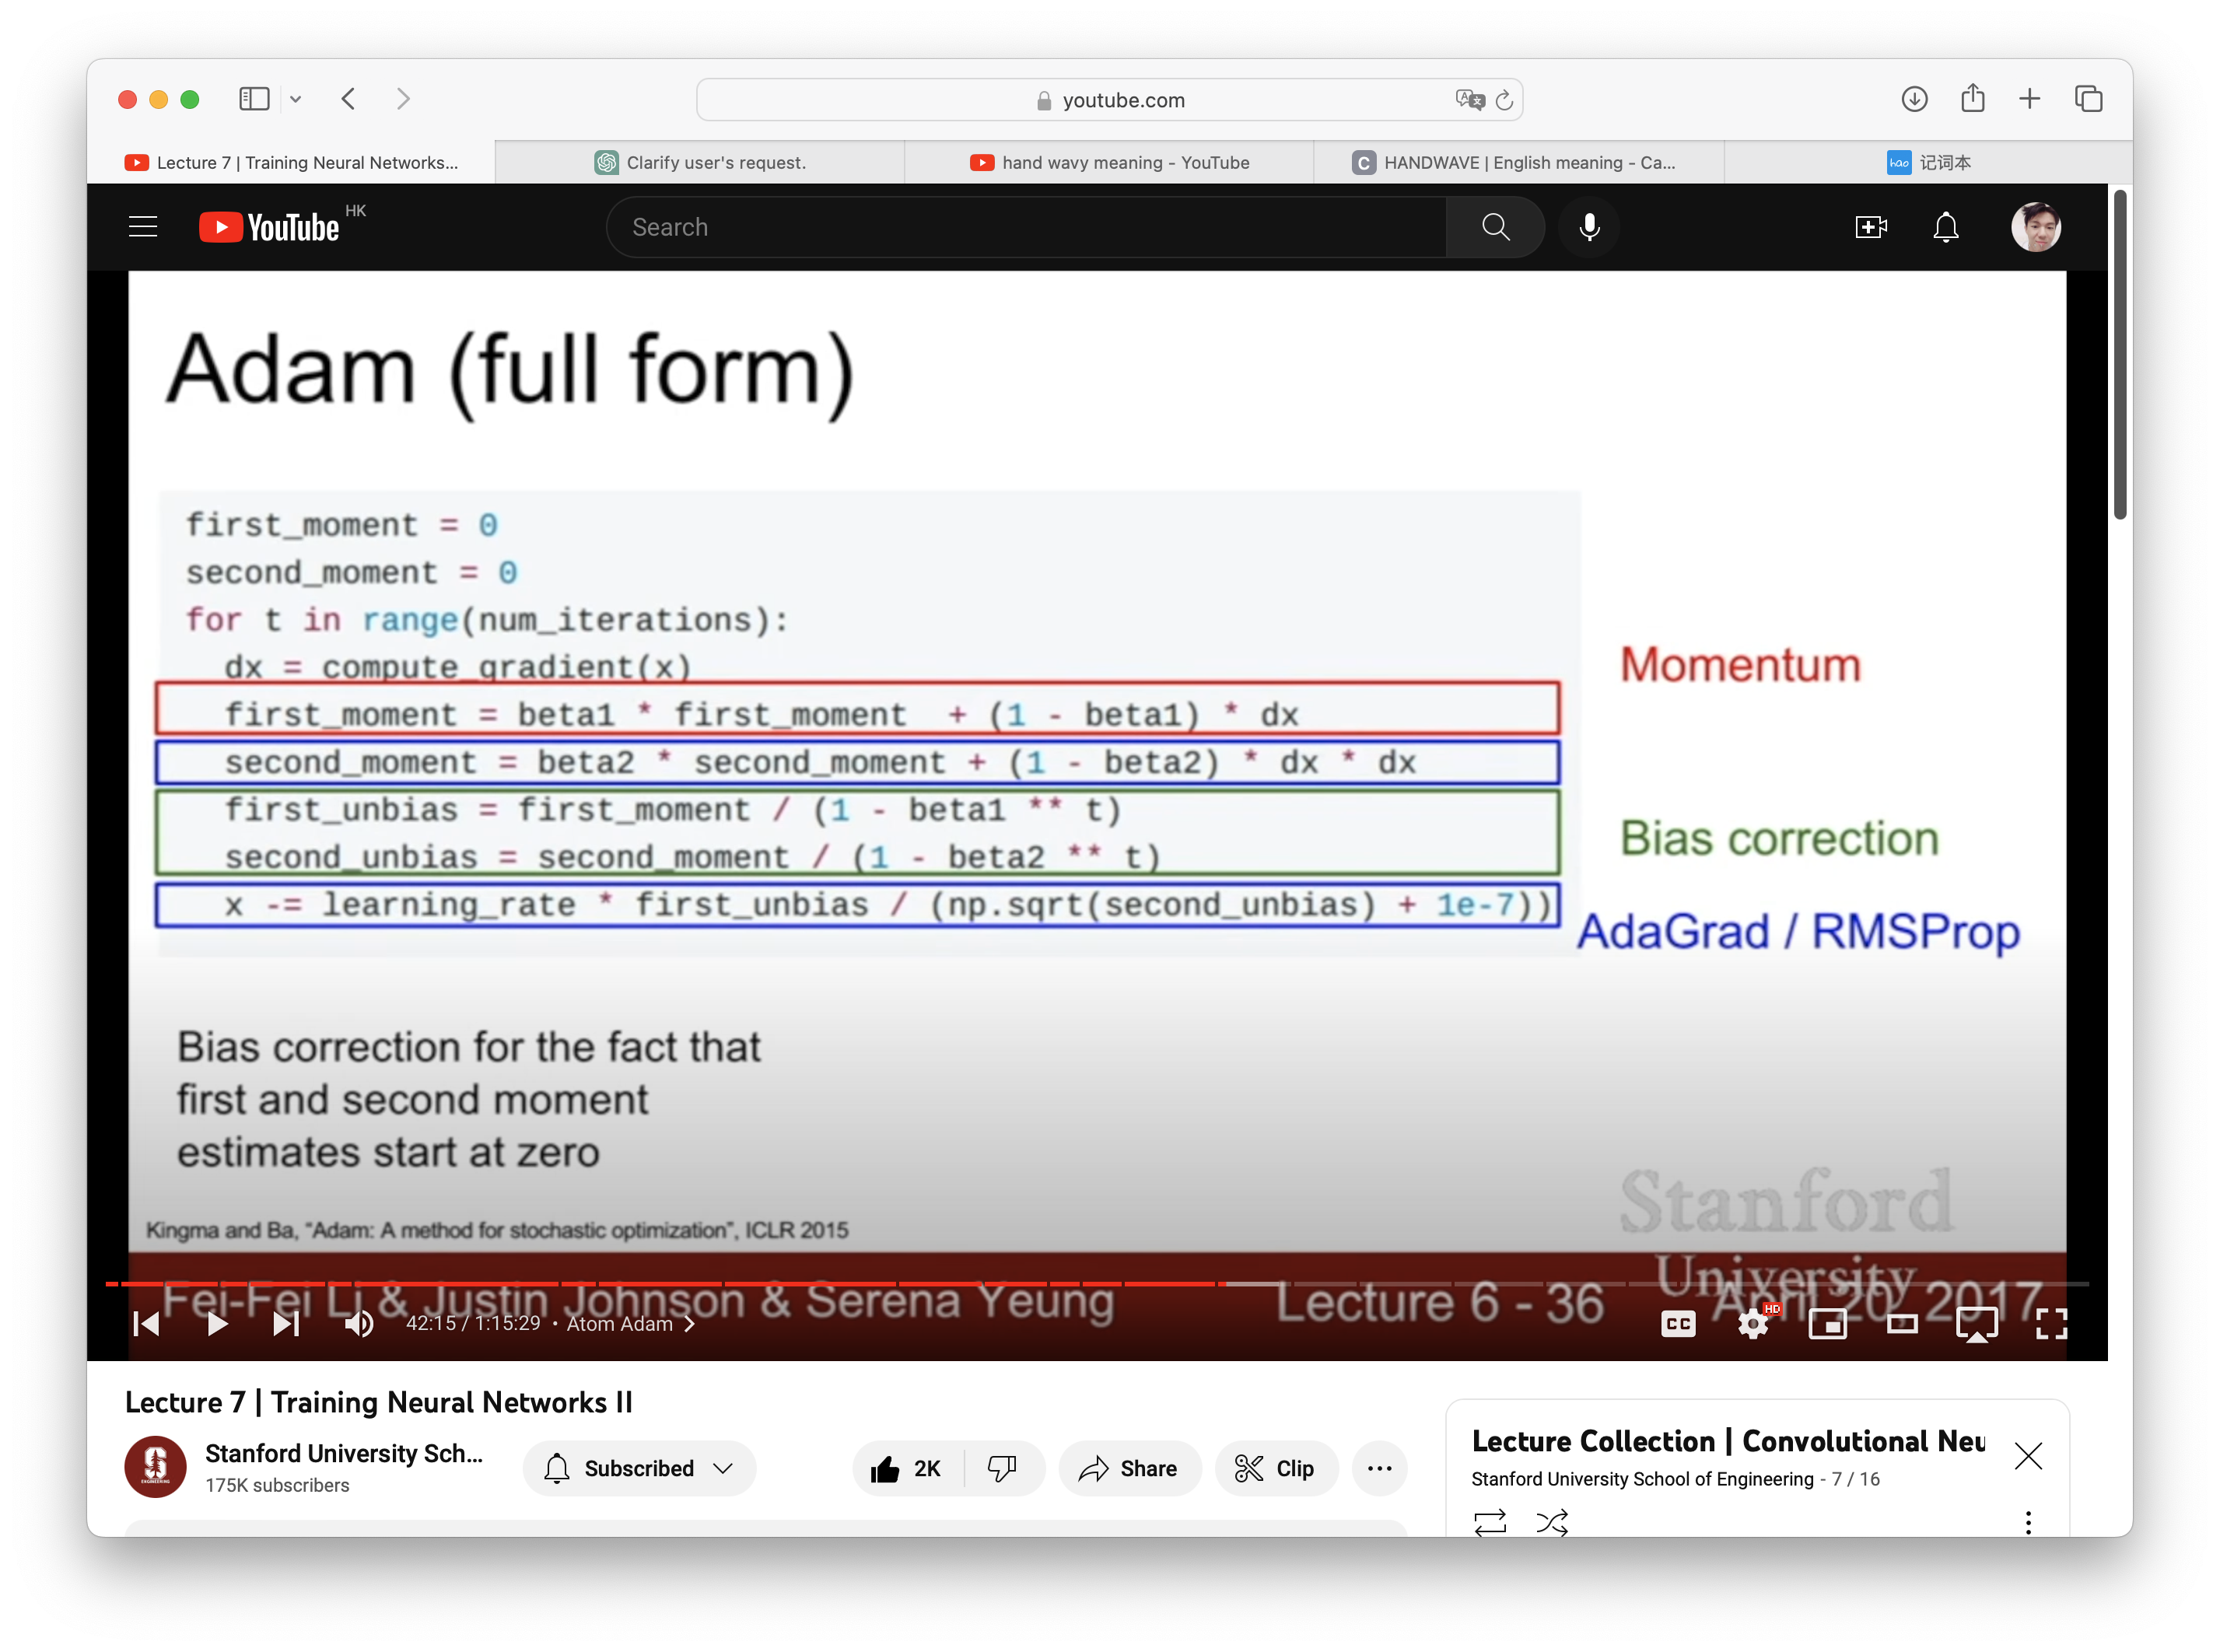 youtube.com
Lecture 7 | Training Neural Networks...
Clarify user's request.
hand wavy meaning - YouTube
C HANDWAVE | English meaning - Ca...
hao 记词本
YouTube HK
Search
Adam (full form)
first_moment = 0
second_moment = 0
for t in range(num_iterations):
dx = compute_gradient(x)
first_moment = beta1 * first_moment + (1 - beta1) * dx
Momentum
second_moment = beta2 * second_moment + (1 - beta2) * dx * dx
first_unbias = first_moment / (1 - beta1 ** t)
second_unbias = second_moment / (1 - beta2 ** t)
Bias correction
x -= learning_rate * first_unbias / (np.sqrt(second_unbias) + 1e-7))
AdaGrad / RMSProp
Bias correction for the fact that
first and second moment
estimates start at zero
Kingma and Ba, “Adam: A method for stochastic optimization”, ICLR 2015
Stanford
University
Fei-Fei Li & Justin Johnson & Serena Yeung
Lecture 6 - 36
April 20, 2017
42:15 / 1:15:29 • Atom Adam
CC
HD
Lecture 7 | Training Neural Networks II
Stanford University Sch...
175K subscribers
S
ENGINEERING
Subscribed
2K
Share
Clip
Lecture Collection | Convolutional Neu
Stanford University School of Engineering - 7 / 16